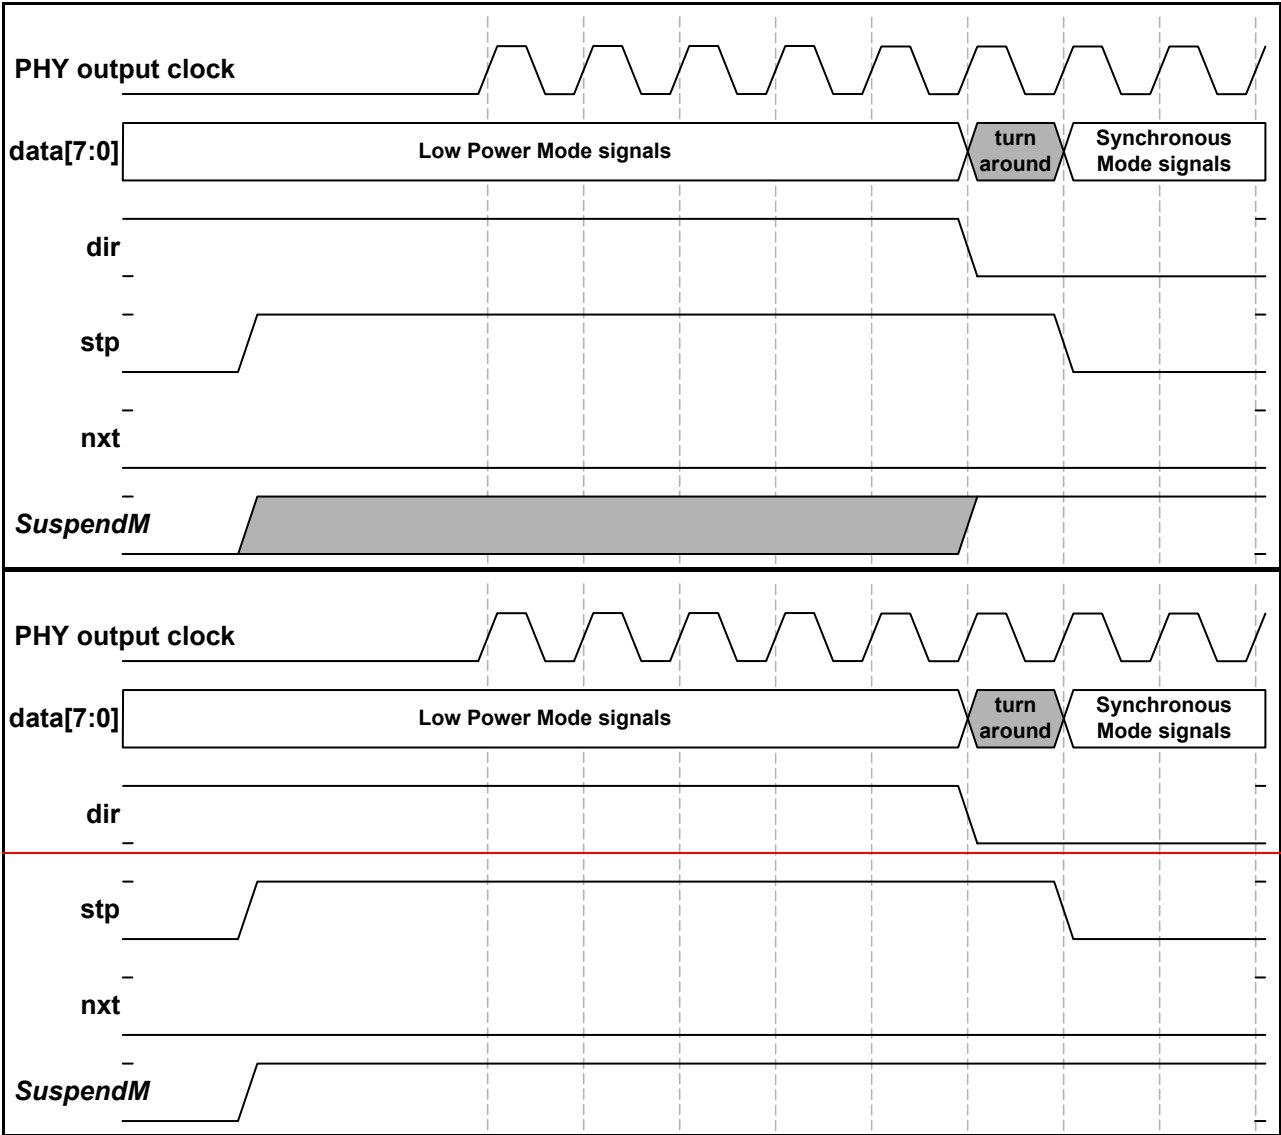 PHY output clock
data[7:0]
Low Power Mode signals
turn
around
Synchronous
Mode signals
dir
stp
nxt
SuspendM
PHY output clock
data[7:0]
Low Power Mode signals
turn
around
Synchronous
Mode signals
dir
stp
nxt
SuspendM